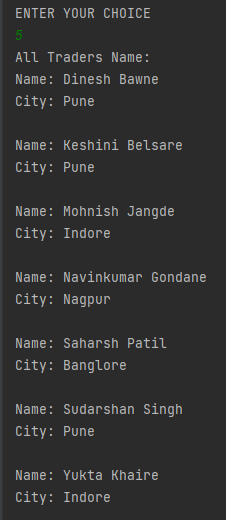 ENTER YOUR CHOICE
5
All Traders Name:
Name: Dinesh Bawne
City: Pune
Name: Keshini Belsare
City: Pune
Name: Mohnish Jangde
City: Indore
Name: Navinkumar Gondane
City: Nagpur
Name: Saharsh Patil
City: Banglore
Name: Sudarshan Singh
City: Pune
Name: Yukta Khaire
City: Indore